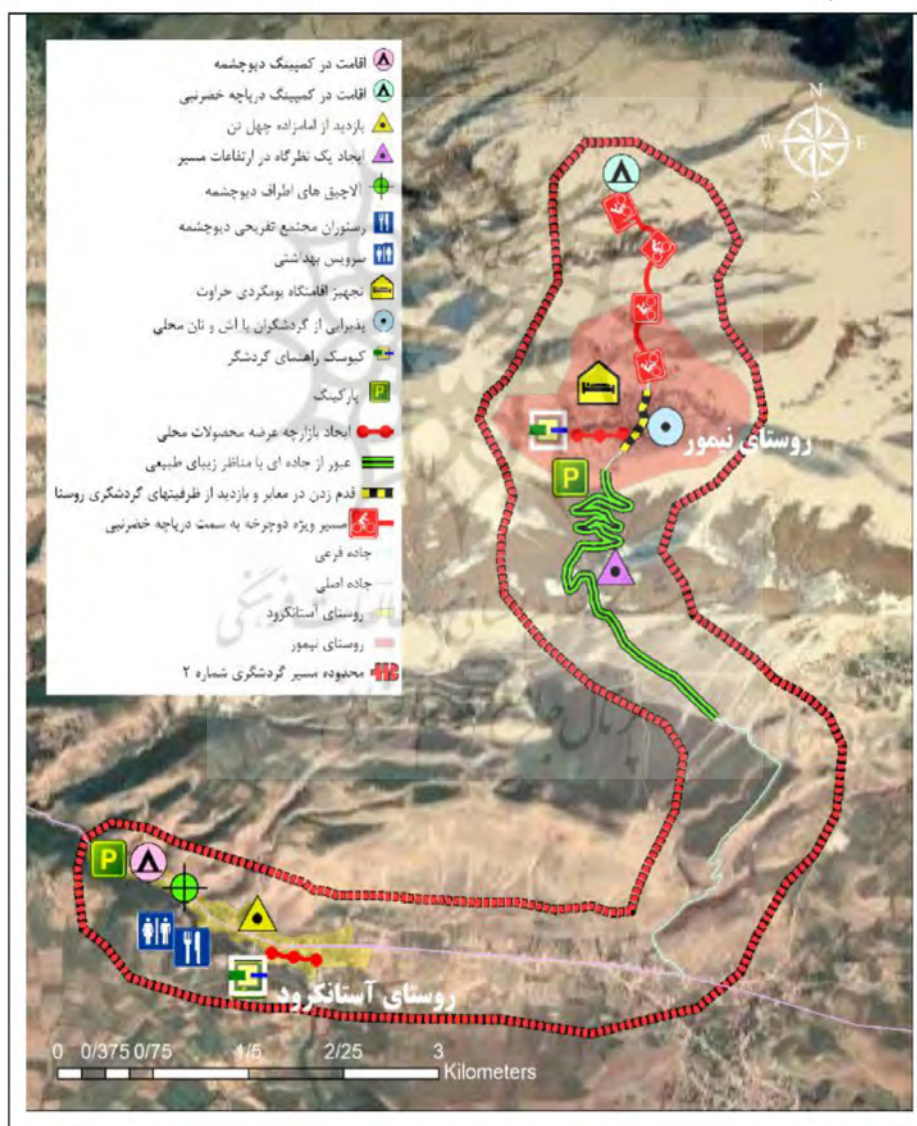 اقامت در کمپینگ دیوچشمه
اقامت در کمپینگ دریاچه خضرنبی
بازدید از امامزاده چهل تن
ایجاد یک نظرگاه در ارتفاعات مسیر
آلاچیق های اطراف دیوچشمه
رستوران مجتمع تفریحی دیوچشمه
سرویس بهداشتی
تجهیز اقامتگاه بومگردی حراوت
پذیرایی از گردشگران با آش و نان محلی
کیوسک راهنمای گردشگر
پارکینگ
P
ایجاد بازارچه عرضه محصولات محلی
عبور از جاده ای با مناظر زیبای طبیعی
قدم زدن در معابر و بازدید از ظرفیتهای گردشگری روستا
مسیر ویژه دوچرخه به سمت دریاچه خضرنبی
جاده فرعی
جاده اصلی
روستای آستانکرود
روستای نیمور
محدوده مسیر گردشگری شماره ۲
N
W
E
S
روستای نیمور
P
P
روستای آستانکرود
0 0/375 0/75 1/5 2/25 3
Kilometers